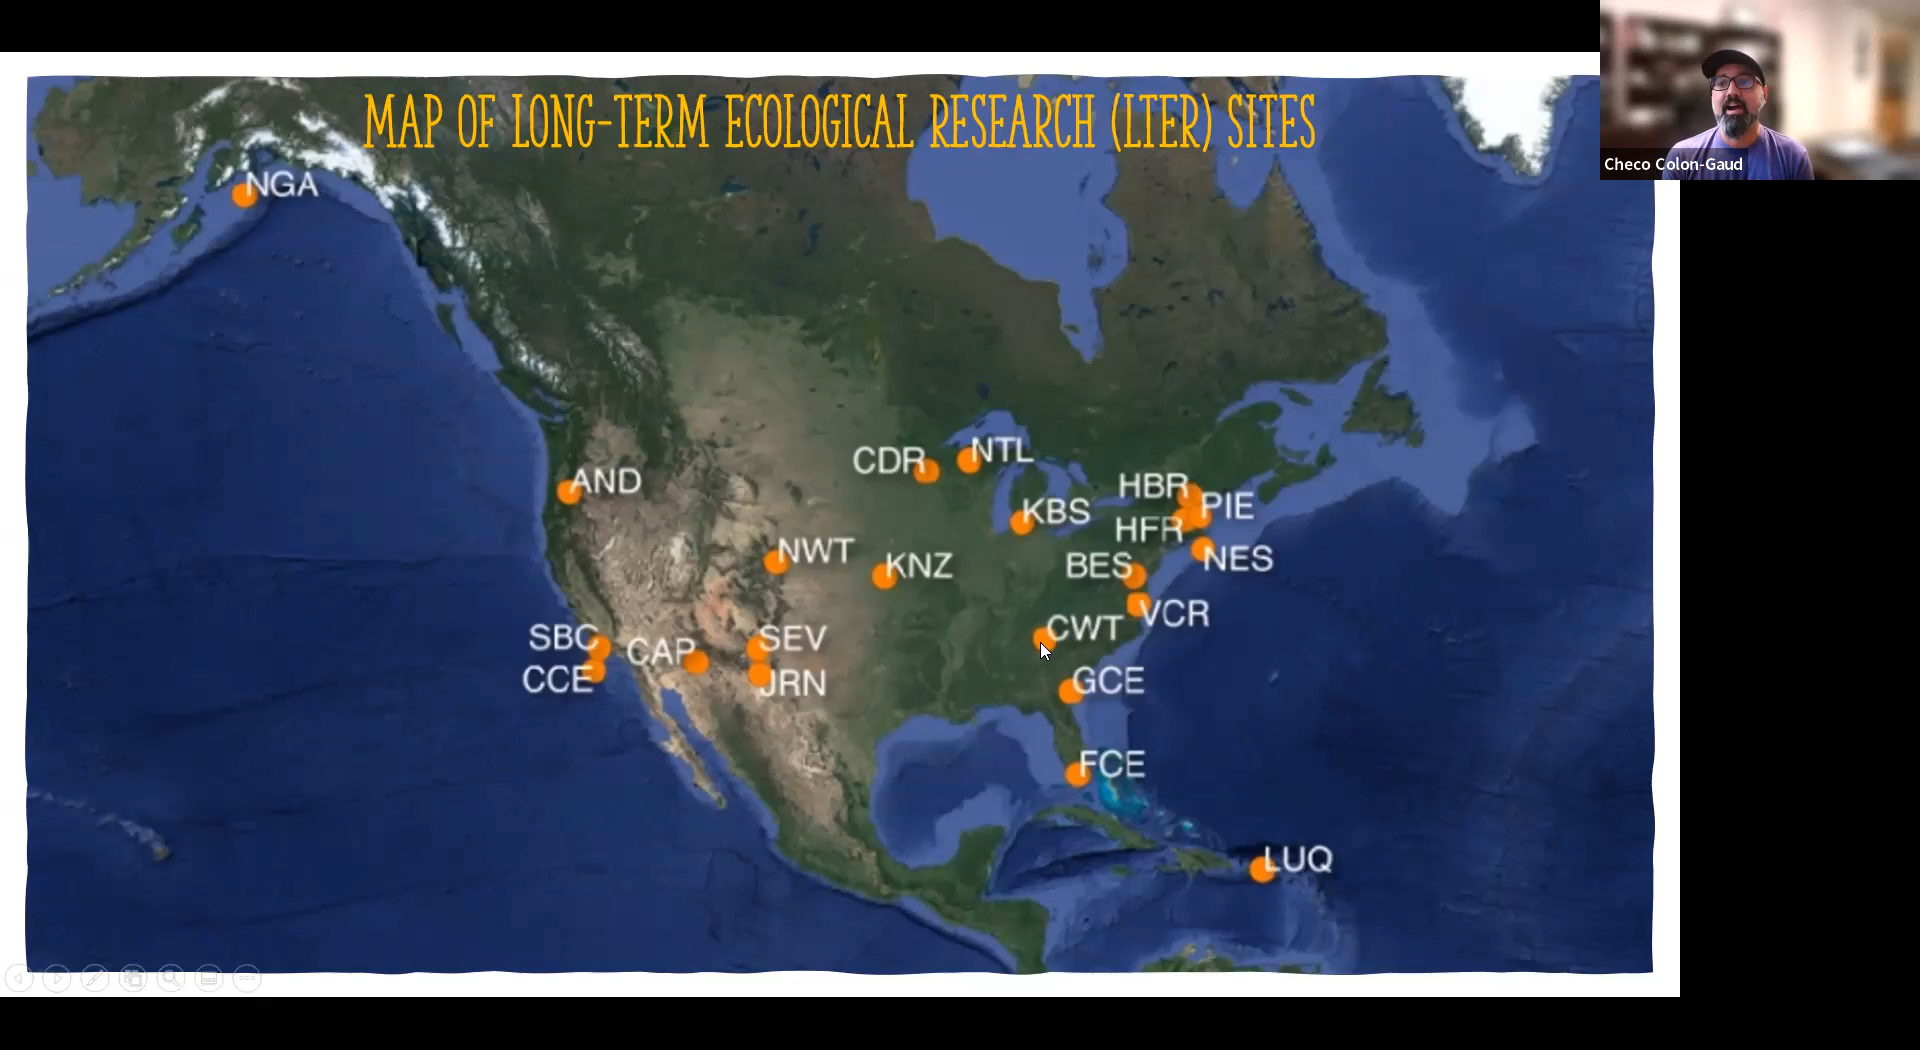 MAP OF LONG-TERM ECOLOGICAL RESEARCH (LTER) SITES
Checo Colon-Gaud
NGA
AND
CDR
NTL
KBS
HBR
PIE
HFR
NES
NWT
KNZ
BES
VCR
CWT
SBC
CAP
SEV
CCE
JRN
GCE
FCE
LUQ